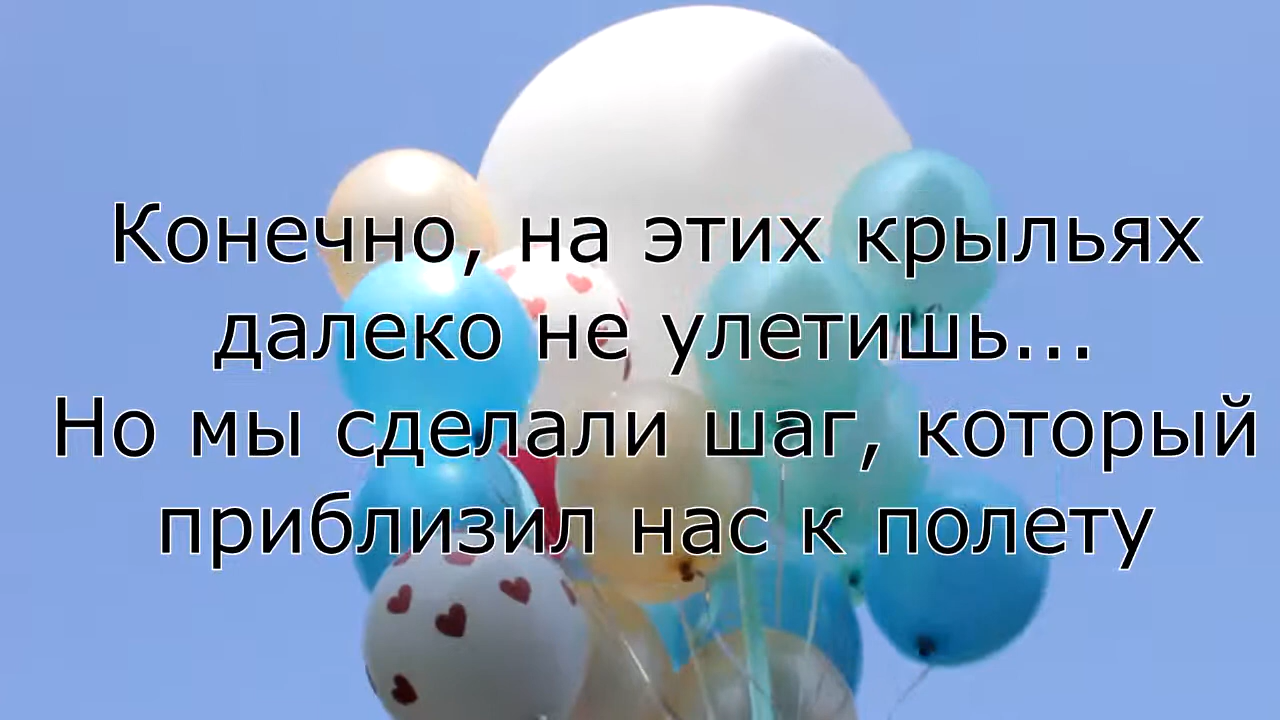 Конечно, на этих крыльях
далеко не улетишь...
Но мы сделали шаг, который
приблизил нас к полету